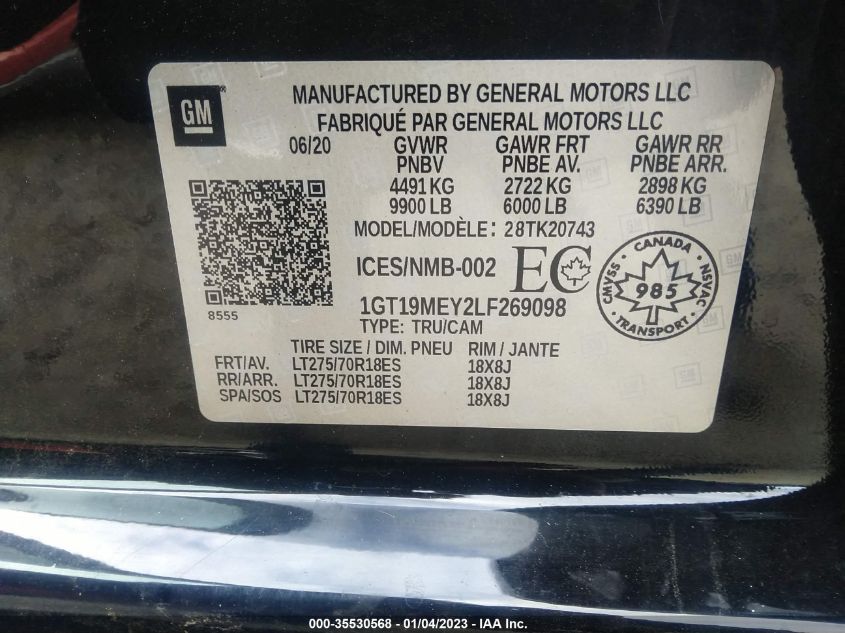 GM
MANUFACTURED BY GENERAL MOTORS LLC
FABRIQUÉ PAR GENERAL MOTORS LLC
06/20 GVWR GAWR FRT GAWR RR
PNBV PNBE AV. PNBE ARR.
4491 KG 2722 KG 2898 KG
9900 LB 6000 LB 6390 LB
MODEL/MODÈLE: 28TK20743
ICES/NMB-002 EC
CANADA
CMVSS 985 NSVAC
TRANSPORT
8555
1GT19MEY2LF269098
TYPE: TRU/CAM
TIRE SIZE / DIM. PNEU RIM / JANTE
FRT/AV. LT275/70R18ES 18X8J
RR/ARR. LT275/70R18ES 18X8J
SPA/SOS LT275/70R18ES 18X8J
000-35530568 - 01/04/2023 - IAA Inc.